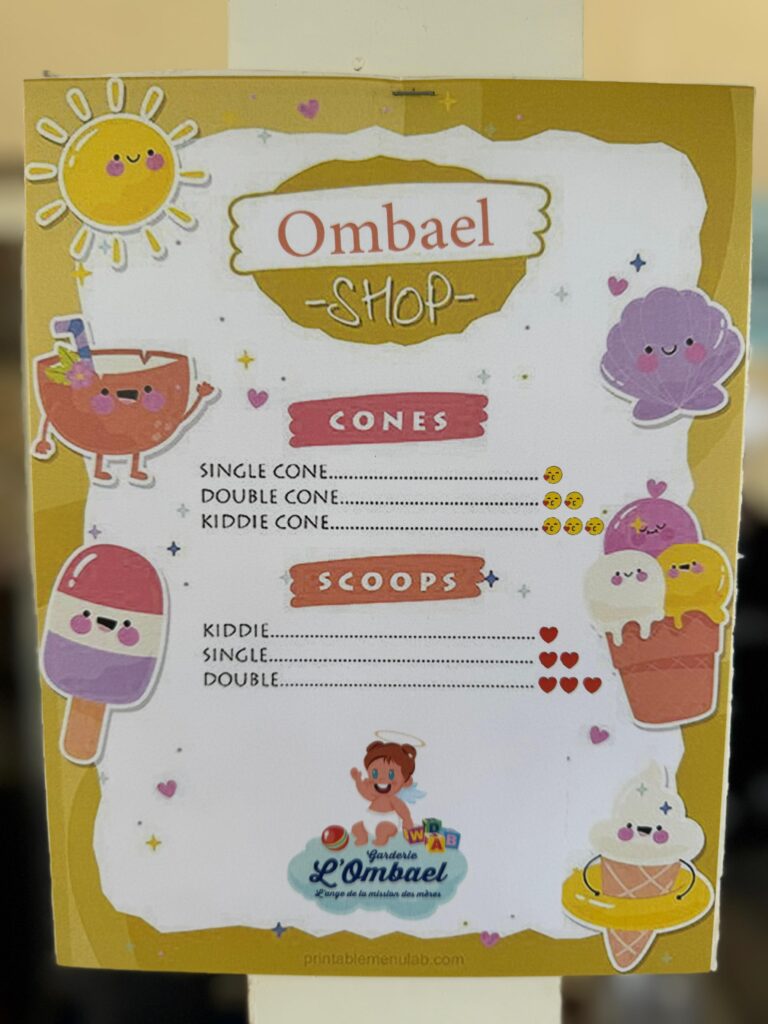 Ombael
-SHOP-
CONES
SINGLE CONE........................................................ 😘
DOUBLE CONE..................................................... 😘😘
KIDDIE CONE........................................................ 😘😘😘
SCOOPS
KIDDIE...................................................................... ❤️
SINGLE...................................................................... ❤️❤️
DOUBLE.................................................................... ❤️❤️❤️
W D A B
Garderie
L'Ombael
L'ange de la mission des mères
printablemenulab.com